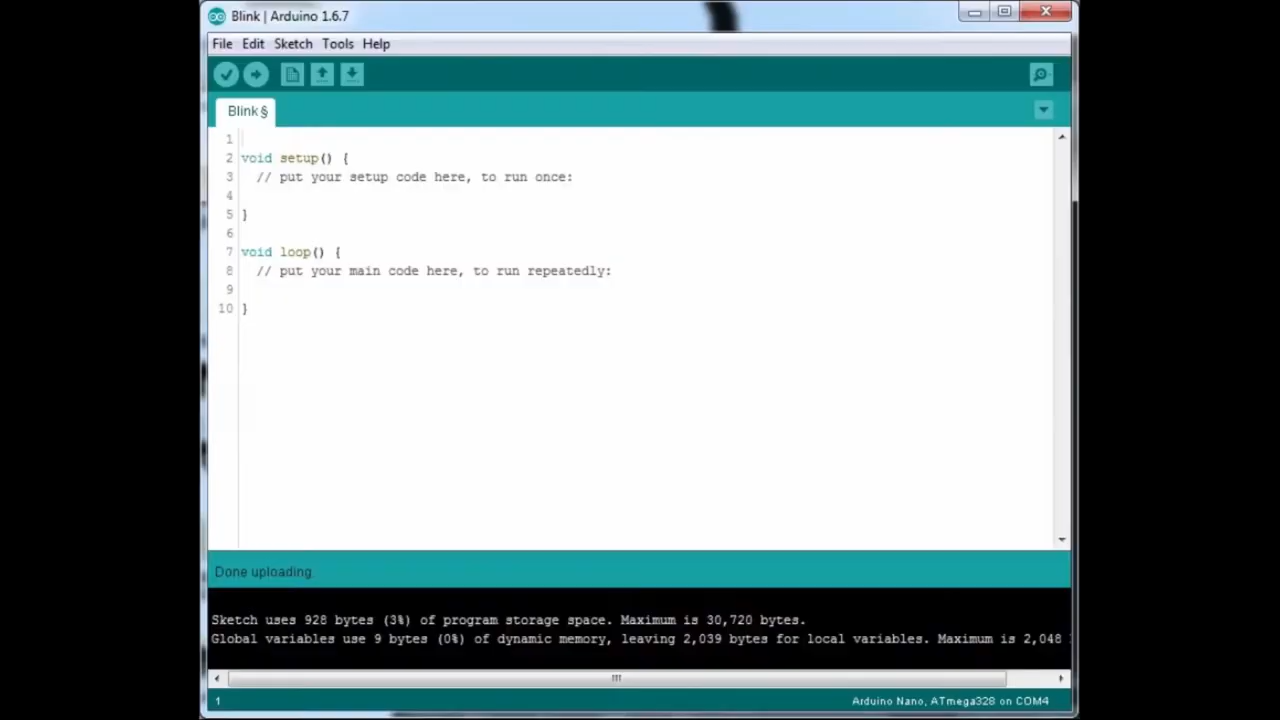 Blink | Arduino 1.6.7
File Edit Sketch Tools Help
Blink §
1
2 void setup() {
3 // put your setup code here, to run once:
4
5 }
6
7 void loop() {
8 // put your main code here, to run repeatedly:
9
10 }
Done uploading.
Sketch uses 928 bytes (3%) of program storage space. Maximum is 30,720 bytes.
Global variables use 9 bytes (0%) of dynamic memory, leaving 2,039 bytes for local variables. Maximum is 2,048
1 Arduino Nano, ATmega328 on COM4